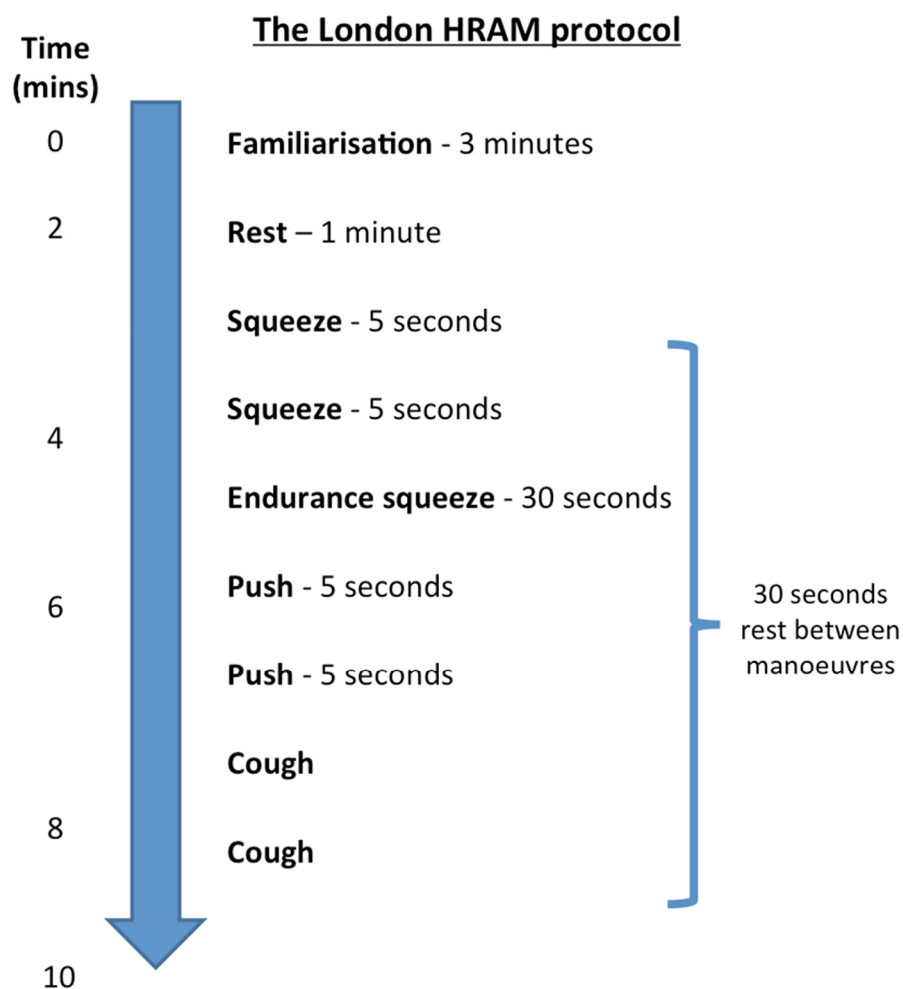 The London HRAM protocol
Time
(mins)
0
Familiarisation - 3 minutes
2
Rest – 1 minute
Squeeze - 5 seconds
Squeeze - 5 seconds
4
Endurance squeeze - 30 seconds
Push - 5 seconds
6
30 seconds
rest between
manoeuvres
Push - 5 seconds
Cough
8
Cough
10